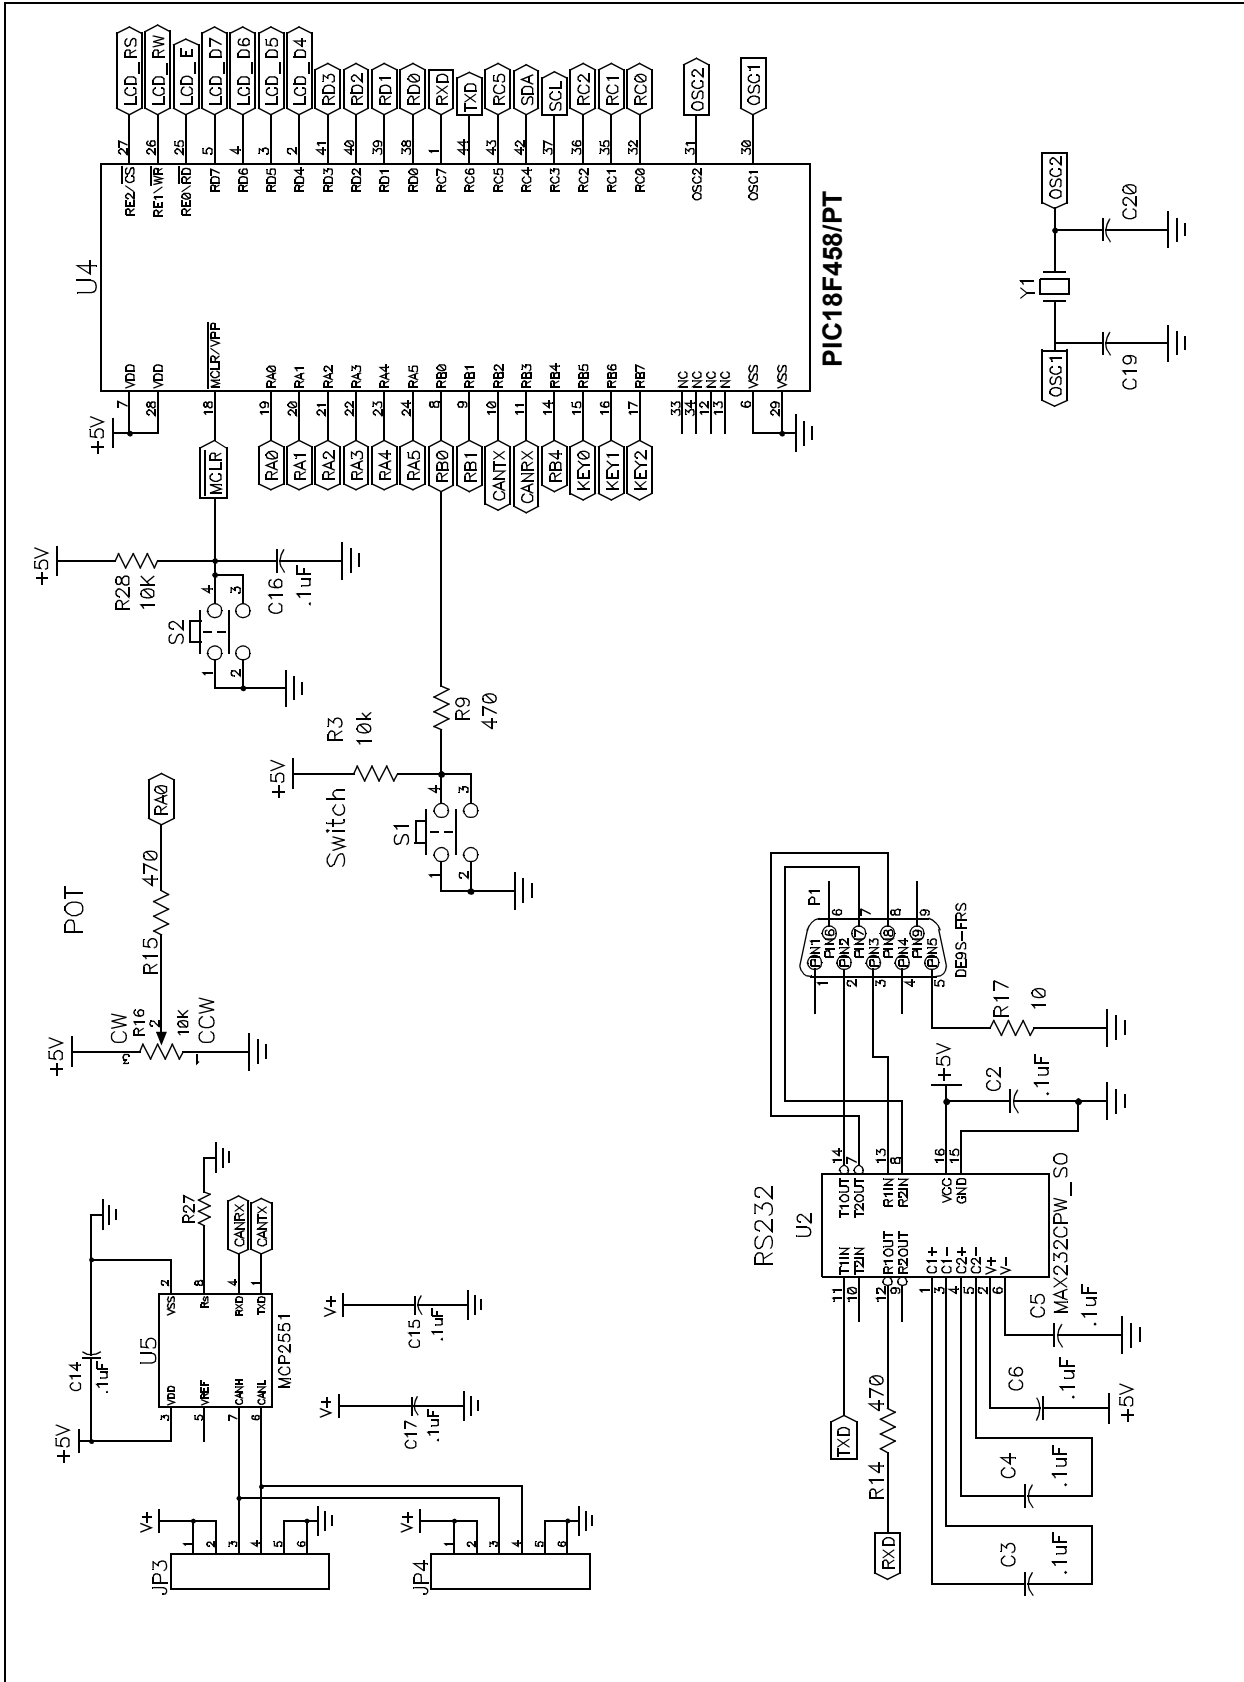 LCD_RS
LCD_RW
LCD_E
LCD_D7
LCD_D6
LCD_D5
LCD_D4
RD3
RD2
RD1
RD0
RXD
TXD
RC5
SDA
SCL
RC2
RC1
RC0
OSC2
OSC1
27
26
25
5
4
3
2
41
40
39
38
1
44
43
42
37
36
35
32
31
30
RE2/CS
RE1\WR
RE0\RD
RD7
RD6
RD5
RD4
RD3
RD2
RD1
RD0
RC7
RC6
RC5
RC4
RC3
RC2
RC1
RC0
OSC2
OSC1
U4
PIC18F458/PT
VDD
VDD
MCLR/VPP
RA0
RA1
RA2
RA3
RA4
RA5
RB0
RB1
RB2
RB3
RB4
RB5
RB6
RB7
NC
NC
NC
NC
VSS
VSS
7
28
18
19
20
21
22
23
24
8
9
10
11
14
15
16
17
33
34
12
13
6
29
+5V
MCLR
RA0
RA1
RA2
RA3
RA4
RA5
RB0
RB1
CANTX
CANRX
RB4
KEY0
KEY1
KEY2
OSC2
C20
Y1
OSC1
C19
+5V
R28
10K
C16
.1uF
S2
4
3
1
2
R9
470
R3
10k
+5V
Switch
S1
4
3
1
2
POT
RA0
470
R15
+5V
CW
R16
2
10K
CCW
3
1
P1
6
7
8
9
PIN1
PIN6
PIN2
PIN7
PIN3
PIN8
PIN4
PIN9
PIN5
1
2
3
4
5
DE9S-FRS
R17
10
+5V
C2
.1uF
RS232
U2
14
7
13
8
16
15
T1OUT
T2OUT
R1IN
R2IN
VCC
GND
MAX232CPW_SO
T1IN
T2IN
R1OUT
R2OUT
C1+
C1-
C2+
C2-
V+
V-
11
10
12
9
1
3
4
5
2
6
TXD
470
R14
RXD
C5
.1uF
C6
.1uF
+5V
C4
.1uF
C3
.1uF
R27
CANRX
CANTX
2
8
4
1
VSS
Rs
RXD
TXD
U5
MCP2551
C14
.1uF
VDD
VREF
CANH
CANL
3
5
7
6
+5V
V+
C15
.1uF
V+
C17
.1uF
V+
1
2
3
4
5
6
JP3
V+
1
2
3
4
5
6
JP4